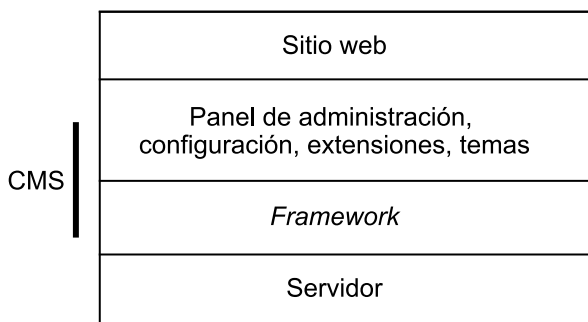 Sitio web
Panel de administración,
configuración, extensiones, temas
CMS
Framework
Servidor